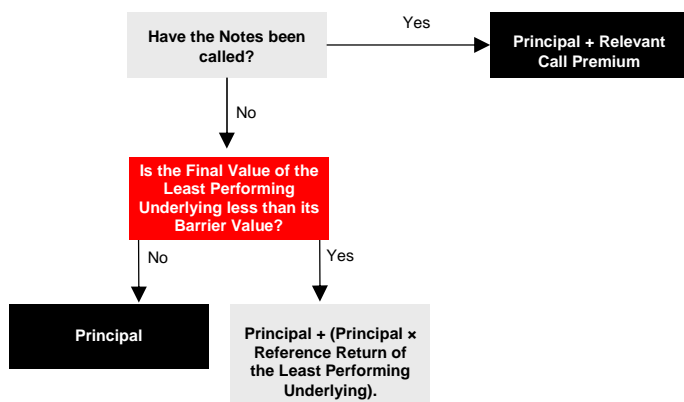 Have the Notes been
called?
Yes
Principal + Relevant
Call Premium
No
Is the Final Value of the
Least Performing
Underlying less than its
Barrier Value?
No
Yes
Principal
Principal + (Principal ×
Reference Return of
the Least Performing
Underlying).